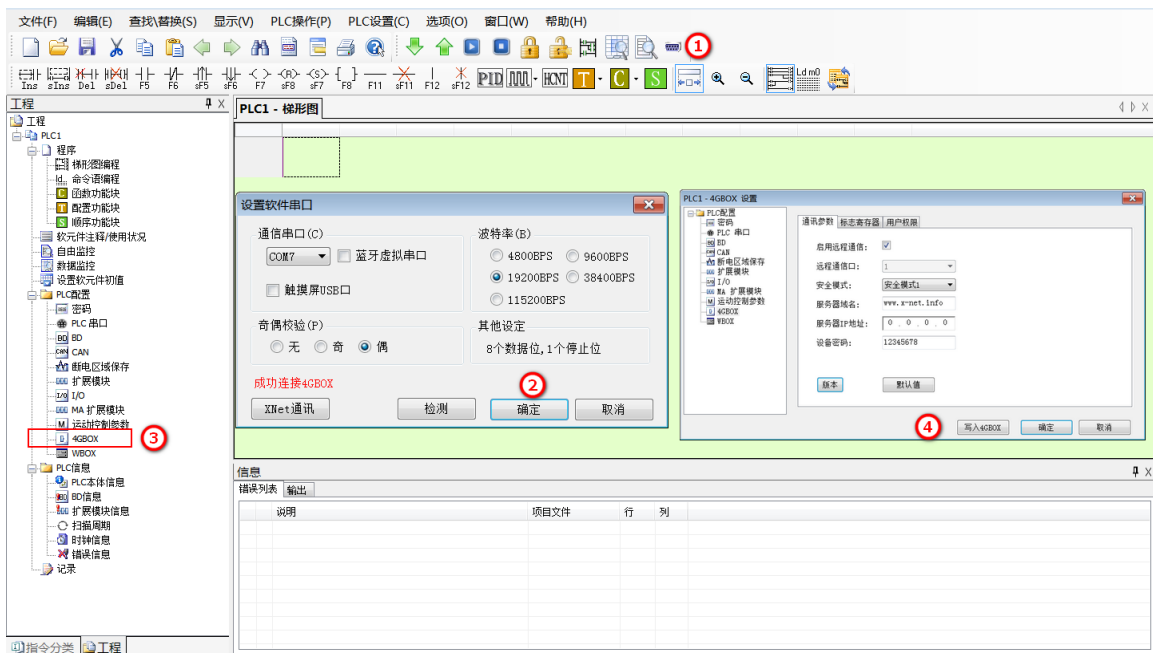 文件(F) 编辑(E) 查找\替换(S) 显示(V) PLC操作(P) PLC设置(C) 选项(O) 窗口(W) 帮助(H)
①
Ins sIns Del sDel F5 F6 sF5 sF6 F7 sF8 sF7 F8 F11 sF11 F12 sF12 PID HCNT T C S Ld m0
工程
工程
PLC1
程序
梯形图编程
命令语编程
函数功能块
配置功能块
顺序功能块
软元件注释/使用状况
自由监控
数据监控
设置软元件初值
PLC配置
密码
PLC 串口
BD BD
CAN CAN
断电区域保存
扩展模块
I/O I/O
MA 扩展模块
M 运动控制参数
4GBOX
③
WBOX
PLC信息
PLC本体信息
BD信息
扩展模块信息
扫描周期
时钟信息
错误信息
记录
指令分类 工程
PLC1 - 梯形图
设置软件串口
通信串口(C)
COM7 蓝牙虚拟串口
触摸屏USB口
波特率(B)
4800BPS 9600BPS
19200BPS 38400BPS
115200BPS
奇偶校验(P)
无 奇 偶
其他设定
8个数据位,1个停止位
成功连接4GBOX
②
XNet通讯 检测 确定 取消
PLC1 - 4GBOX 设置
PLC配置
密码
PLC 串口
BD BD
CAN
断电区域保存
扩展模块
I/O
MA 扩展模块
M 运动控制参数
4GBOX
WBOX
通讯参数 标志寄存器 用户权限
启用远程通信:
远程通信口: 1
安全模式: 安全模式1
服务器域名: www.x-net.info
服务器IP地址: 0 . 0 . 0 . 0
设备密码: 12345678
版本 默认值
④
写入4GBOX 确定 取消
信息
错误列表 输出
说明 项目文件 行 列